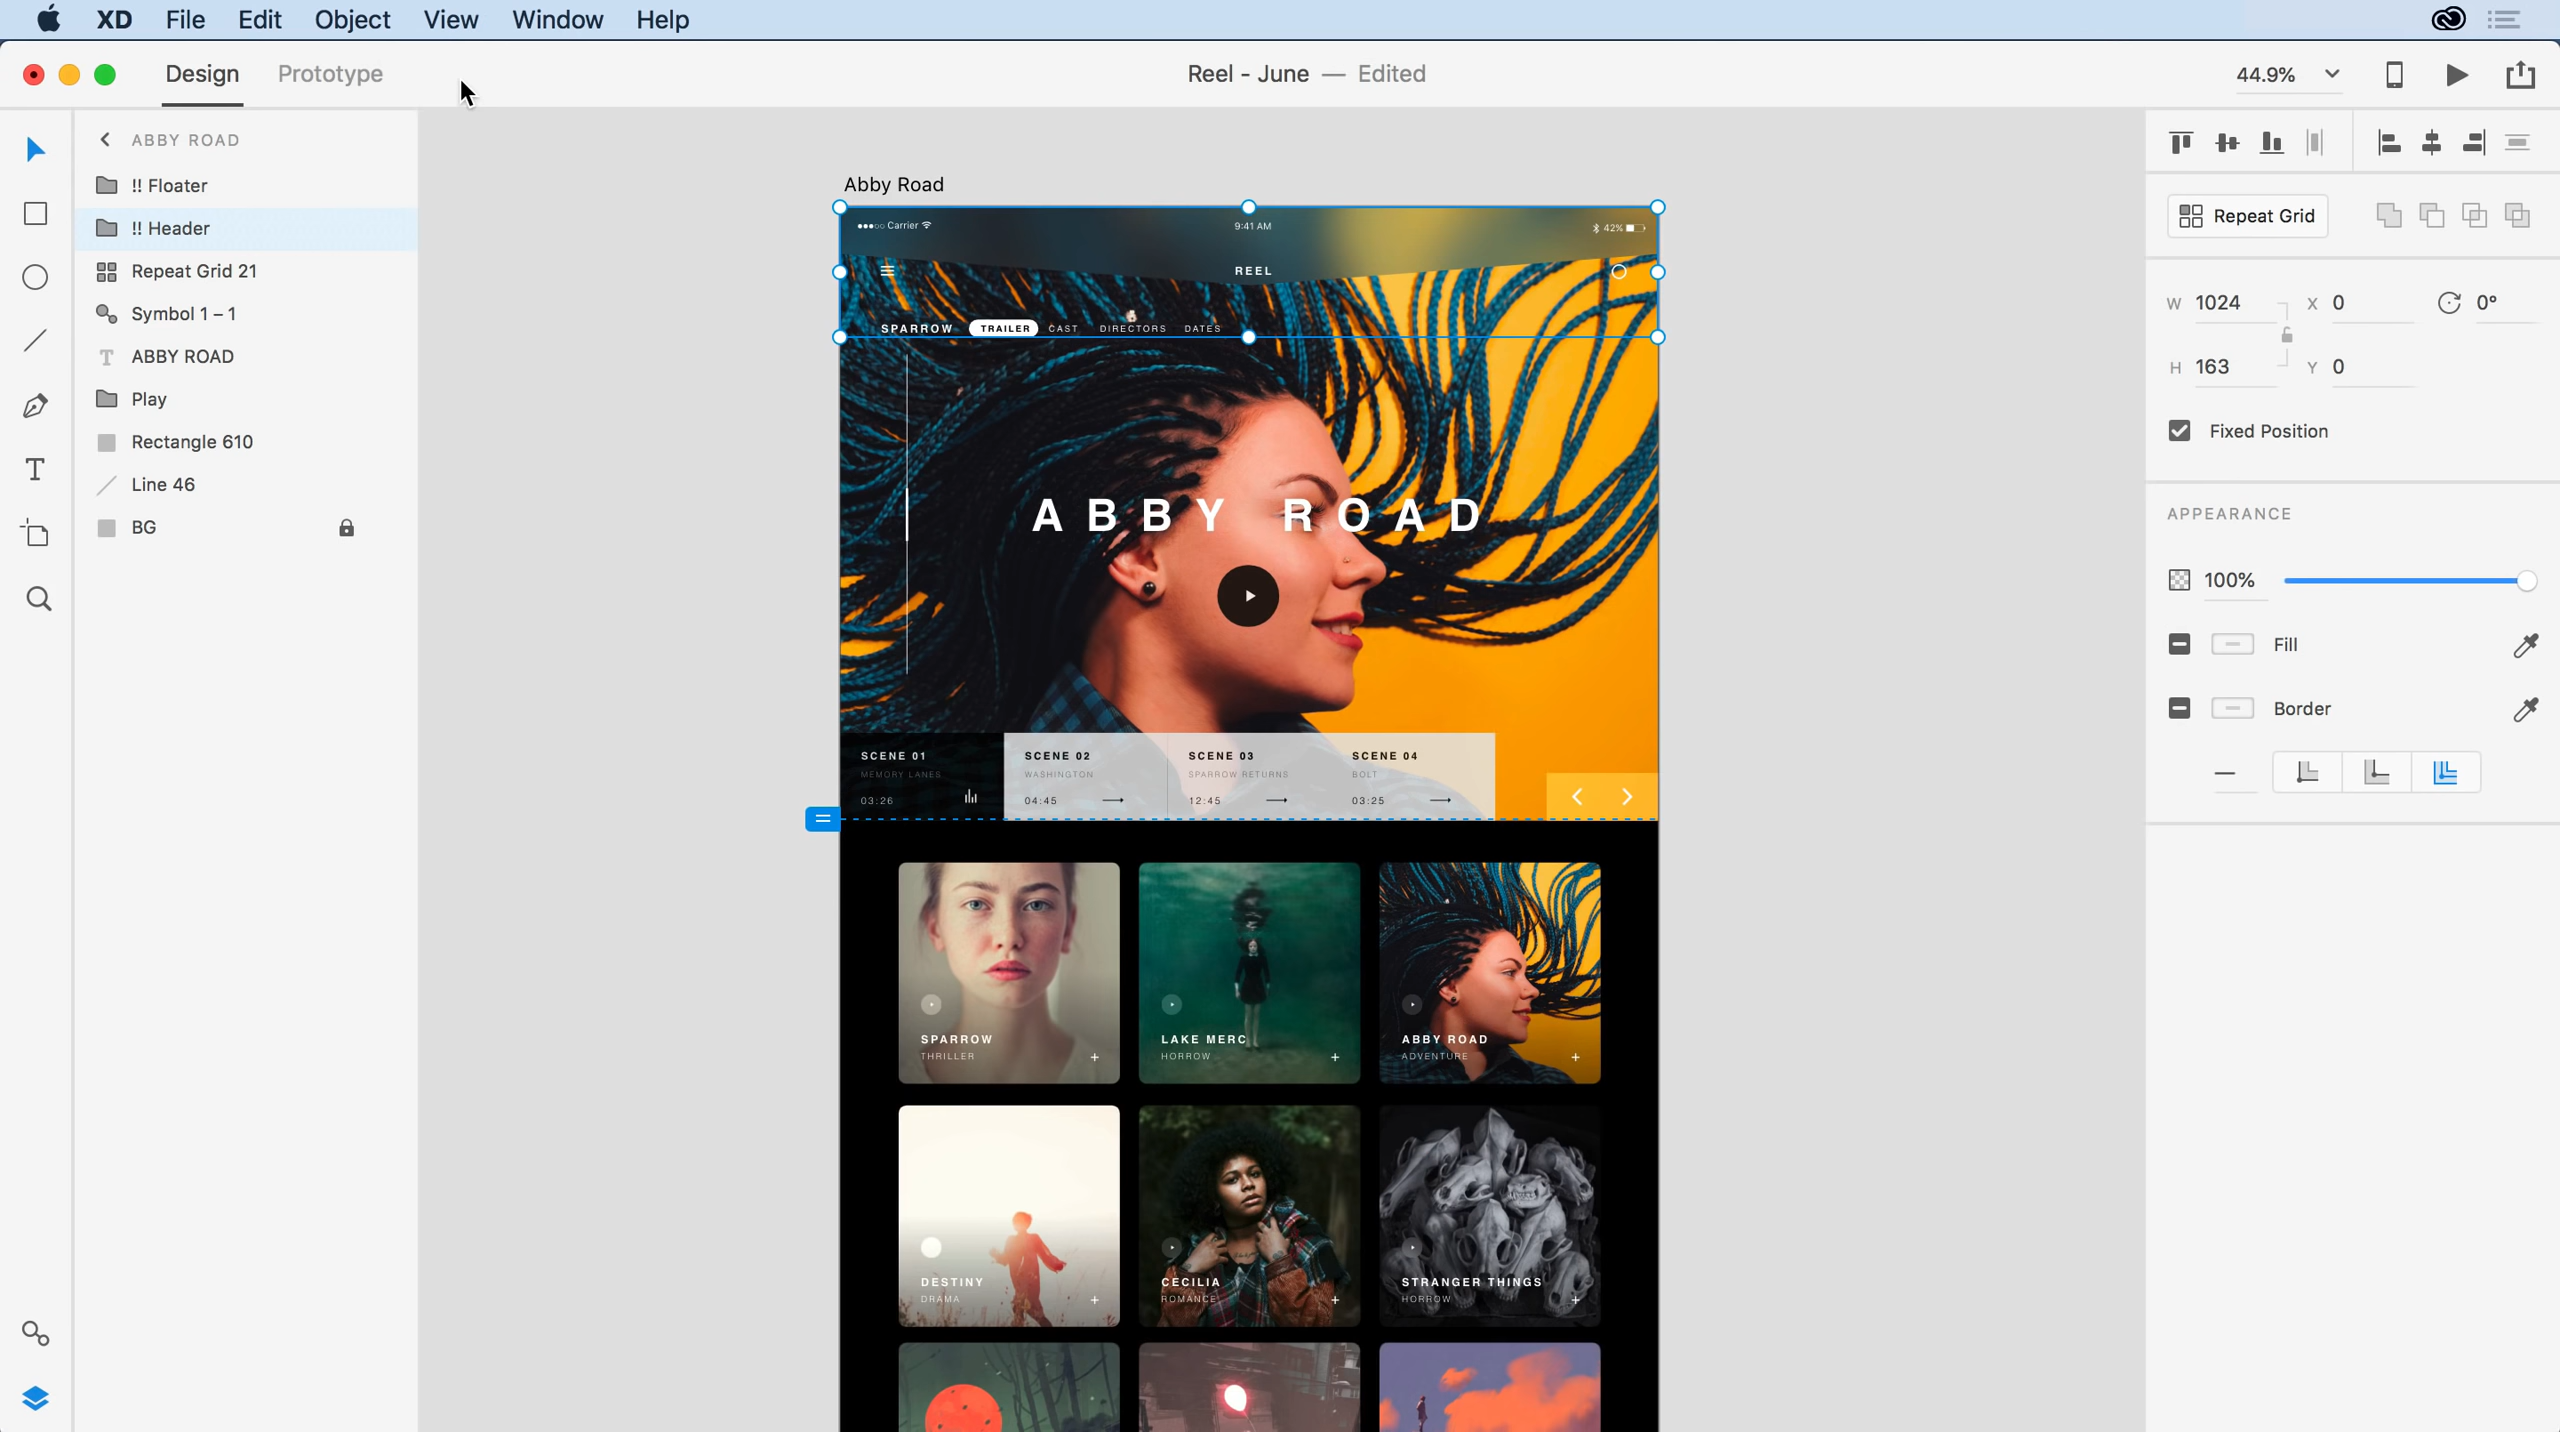 XD File Edit Object View Window Help
Design Prototype
Reel - June — Edited
44.9%
ABBY ROAD
!! Floater
!! Header
Repeat Grid 21
Symbol 1 – 1
ABBY ROAD
Play
Rectangle 610
Line 46
BG
Abby Road
Carrier
9:41 AM
42%
REEL
SPARROW TRAILER CAST DIRECTORS DATES
ABBY ROAD
SCENE 01
MEMORY LANES
03:26
SCENE 02
WASHINGTON
04:45
SCENE 03
SPARROW RETURNS
12:45
SCENE 04
BOLT
03:25
SPARROW
THRILLER
+
LAKE MERC
HORROW
+
ABBY ROAD
ADVENTURE
+
DESTINY
DRAMA
+
CECILIA
ROMANCE
+
STRANGER THINGS
HORROW
+
Repeat Grid
W 1024 X 0 0°
H 163 Y 0
Fixed Position
APPEARANCE
100%
Fill
Border